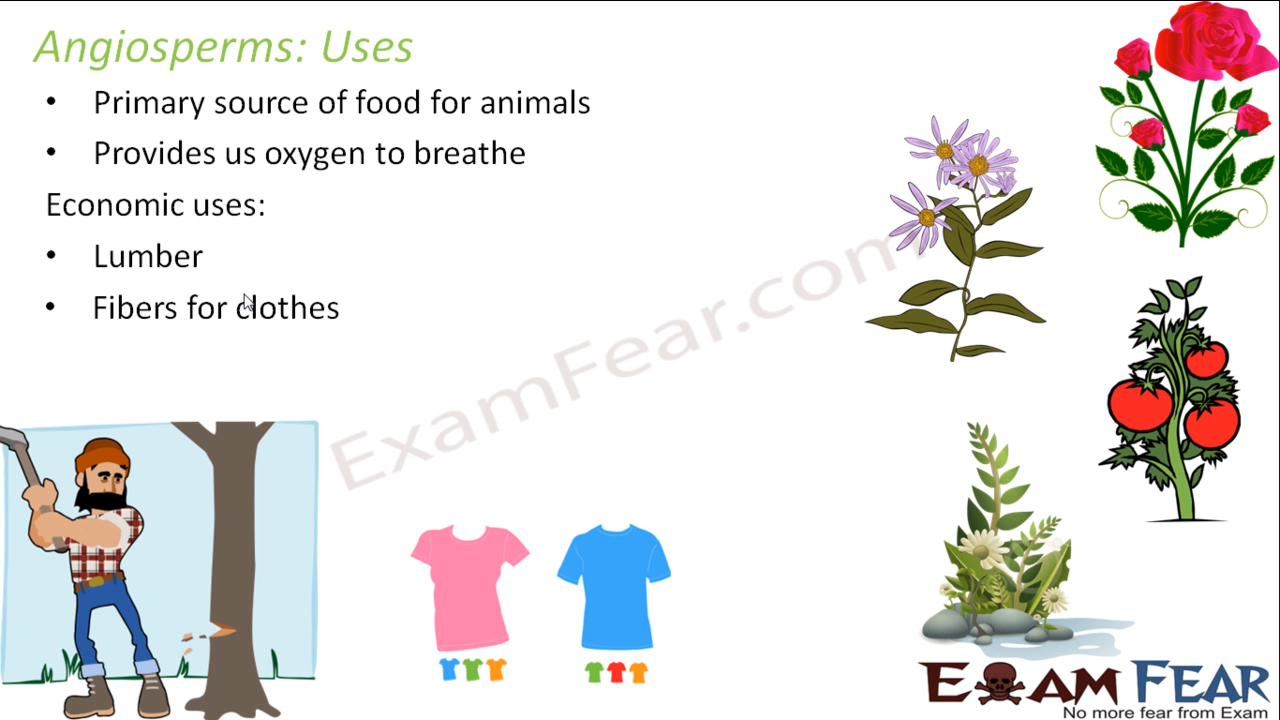 Angiosperms: Uses
• Primary source of food for animals
• Provides us oxygen to breathe
Economic uses:
• Lumber
• Fibers for clothes
ExamFear.com
EXAM FEAR
No more fear from Exam